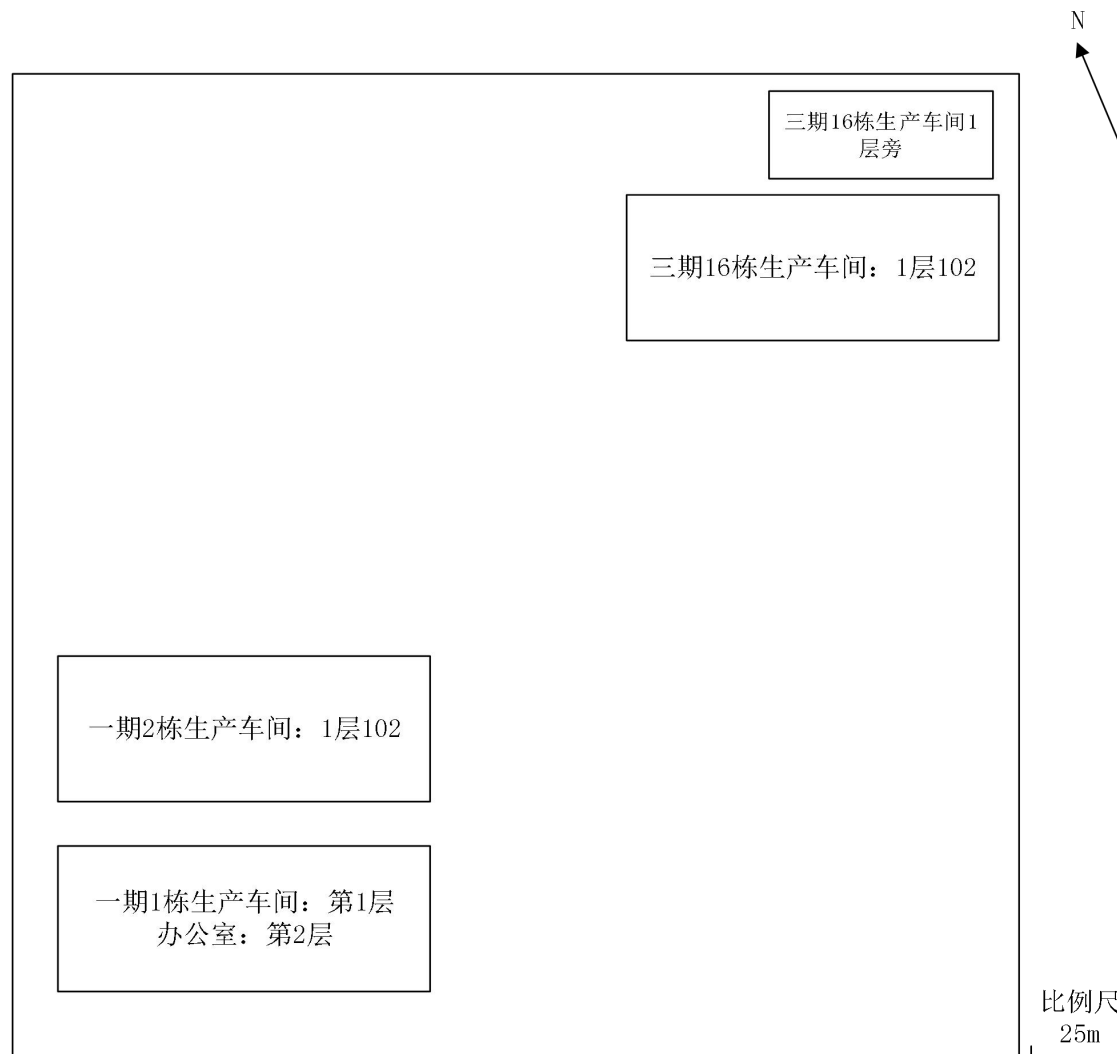 N
三期16栋生产车间1
层旁
三期16栋生产车间：1层102
一期2栋生产车间：1层102
一期1栋生产车间：第1层
办公室：第2层
比例尺
25m